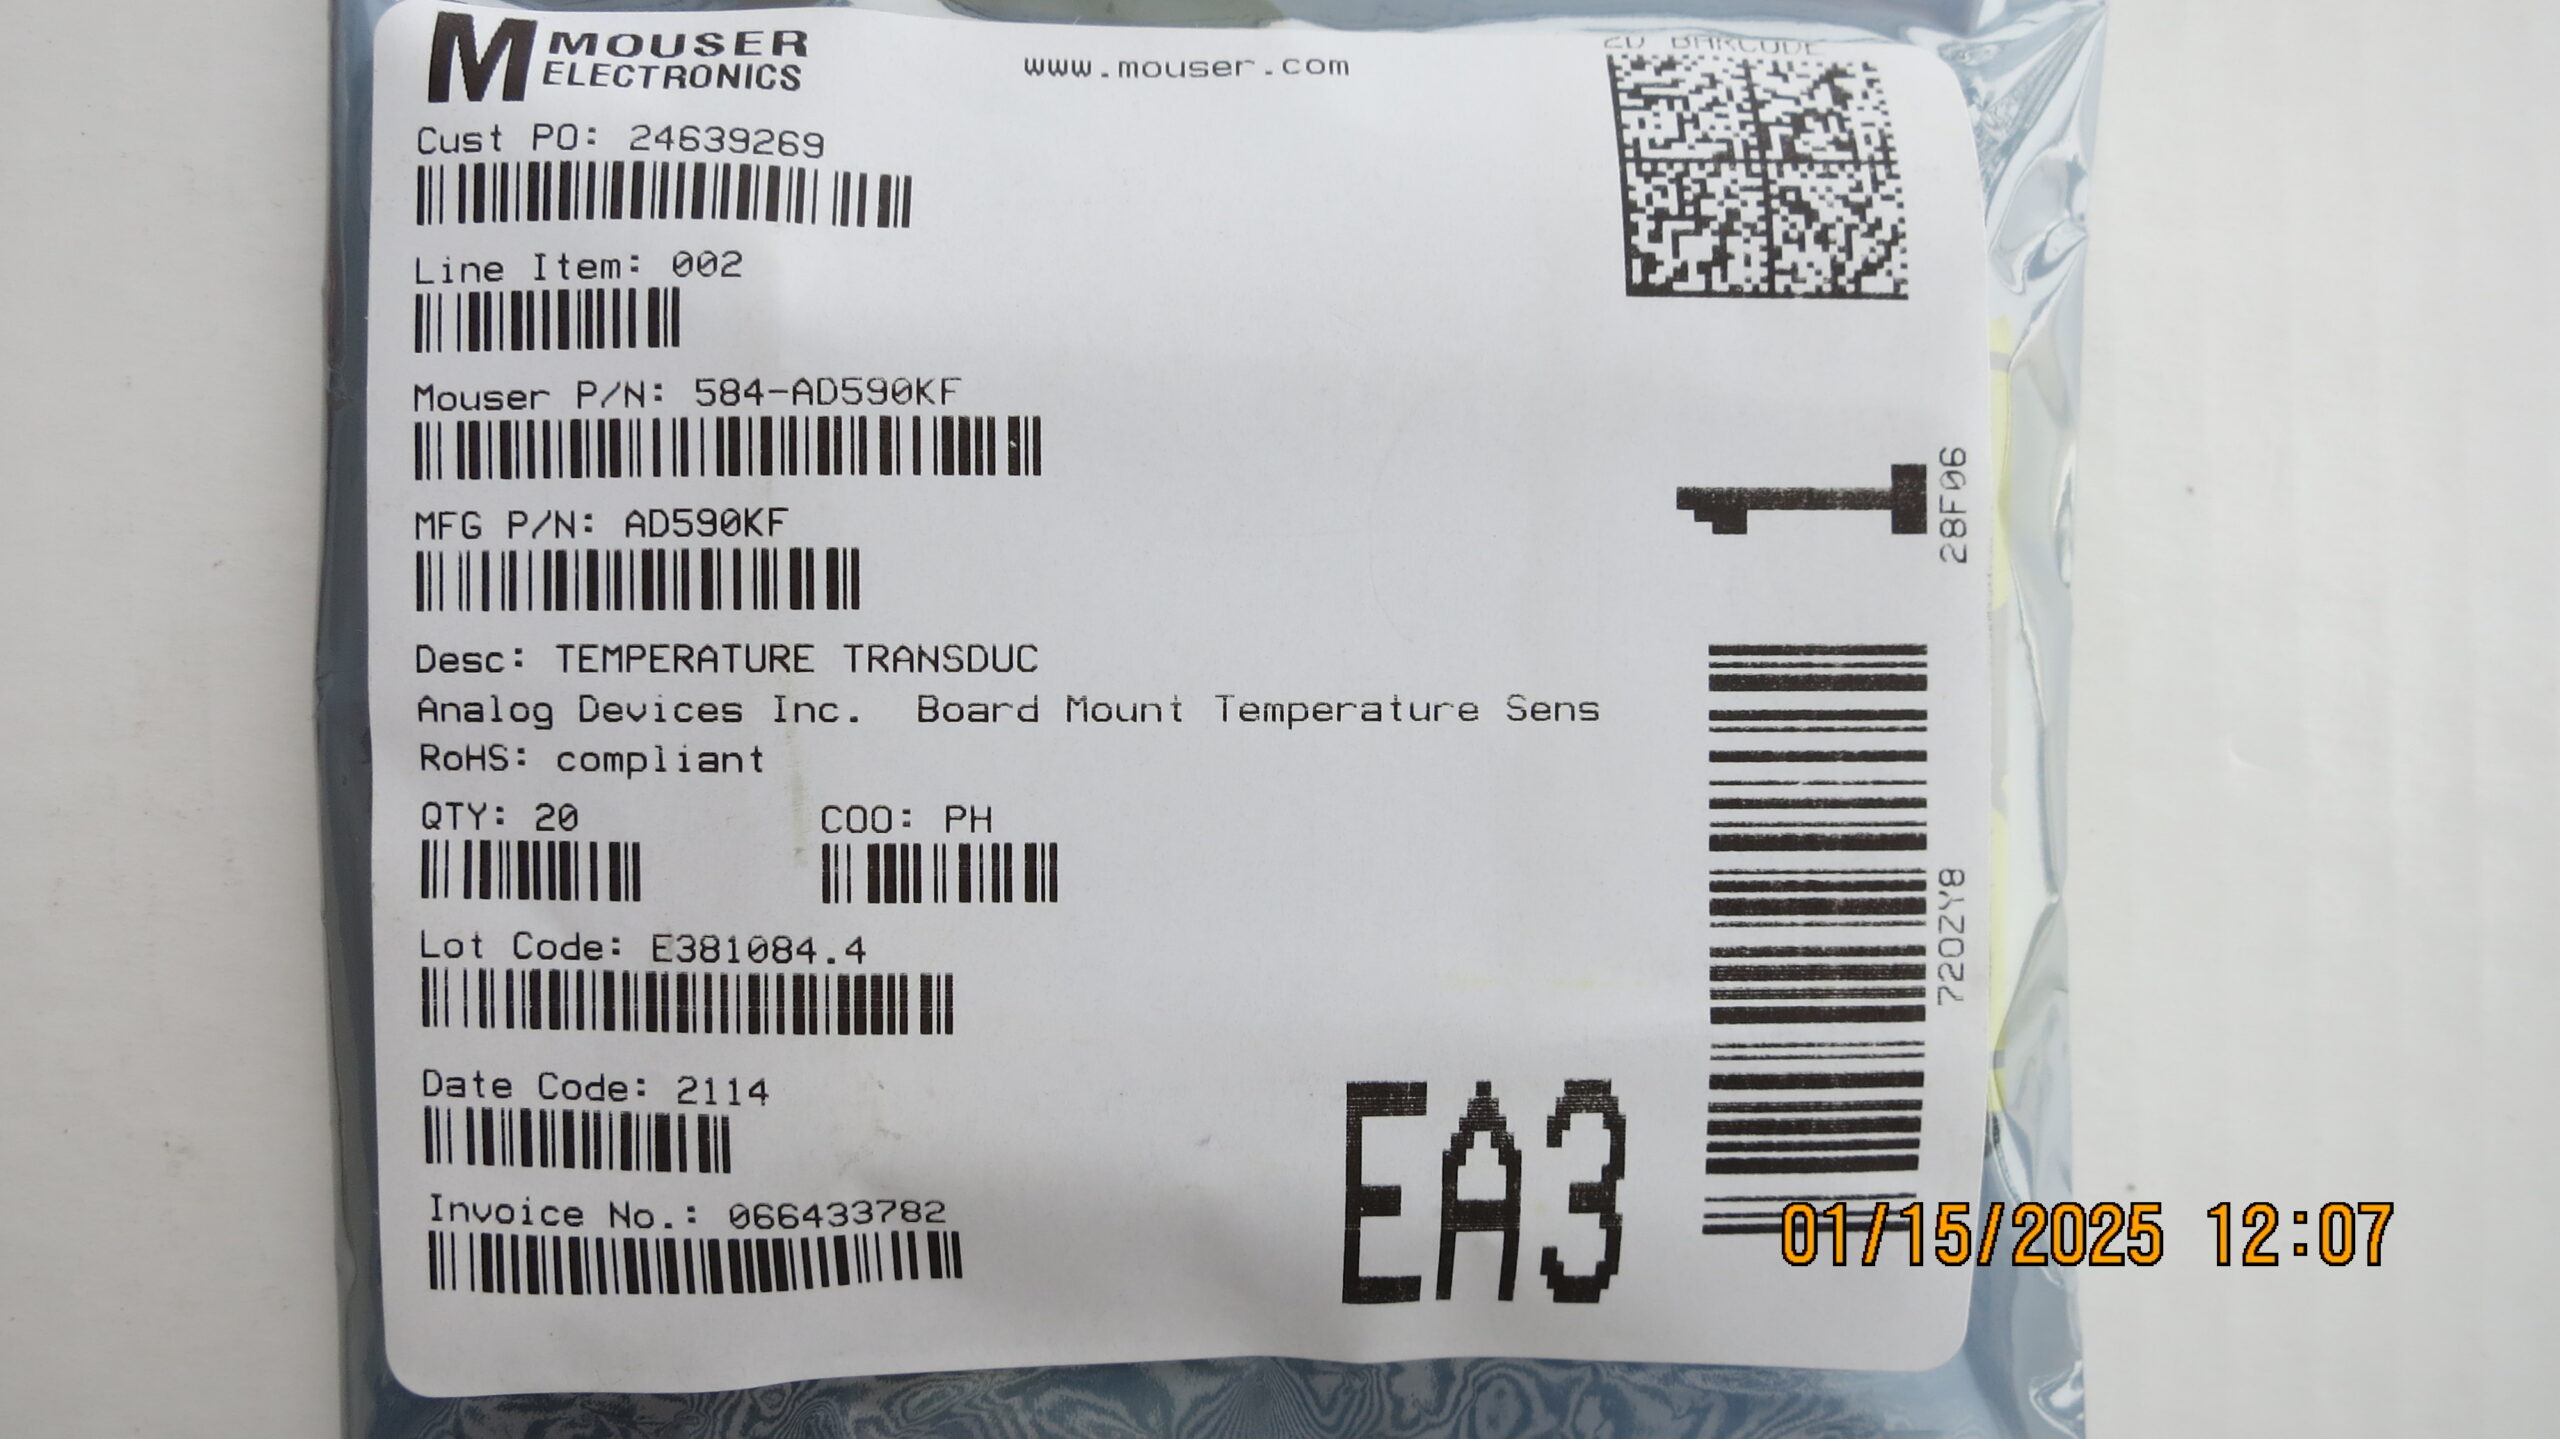 MOUSER
ELECTRONICS
www.mouser.com
2D BARCODE
Cust PO: 24639269
Line Item: 002
Mouser P/N: 584-AD590KF
MFG P/N: AD590KF
Desc: TEMPERATURE TRANSDUC
Analog Devices Inc. Board Mount Temperature Sens
RoHS: compliant
QTY: 20 COO: PH
Lot Code: E381084.4
Date Code: 2114
Invoice No.: 066433782
1
28F06
720ZY8
EA3
01/15/2025 12:07